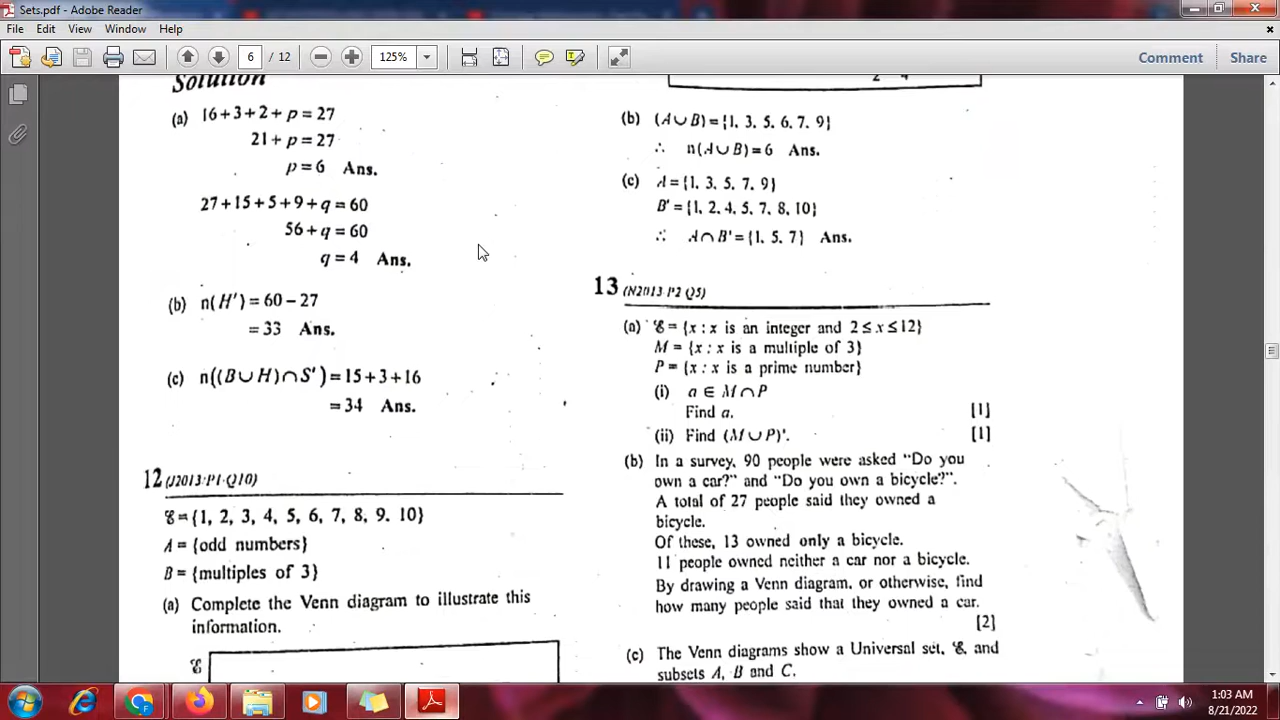 Sets.pdf - Adobe Reader
File Edit View Window Help
6 / 12 125% Comment Share
Solution
(a) 16+3+2+p=27
21+p=27
p=6 Ans.
27+15+5+9+q=60
56+q=60
q=4 Ans.
(b) n(H')=60-27
=33 Ans.
(c) n((B∪H)∩S')=15+3+16
=34 Ans.
12 (J2013/P1/Q10)
ℰ={1, 2, 3, 4, 5, 6, 7, 8, 9. 10}
A={odd numbers}
B={multiples of 3}
(a) Complete the Venn diagram to illustrate this
information.
ℰ
2 4
(b) (A∪B)={1, 3, 5, 6, 7, 9}
∴ n(A∪B)=6 Ans.
(c) A={1, 3, 5, 7, 9}
B'={1, 2, 4, 5, 7, 8, 10}
∴ A∩B'={1, 5, 7} Ans.
13 (N2013 P2 Q5)
(a) ℰ={x : x is an integer and 2≤x≤12}
M={x : x is a multiple of 3}
P={x : x is a prime number}
(i) a∈M∩P
Find a. [1]
(ii) Find (M∪P)'. [1]
(b) In a survey, 90 people were asked "Do you
own a car?" and "Do you own a bicycle?".
A total of 27 people said they owned a
bicycle.
Of these, 13 owned only a bicycle.
11 people owned neither a car nor a bicycle.
By drawing a Venn diagram, or otherwise, find
how many people said that they owned a car.
[2]
(c) The Venn diagrams show a Universal set, ℰ, and
subsets A, B and C.
1:03 AM
8/21/2022